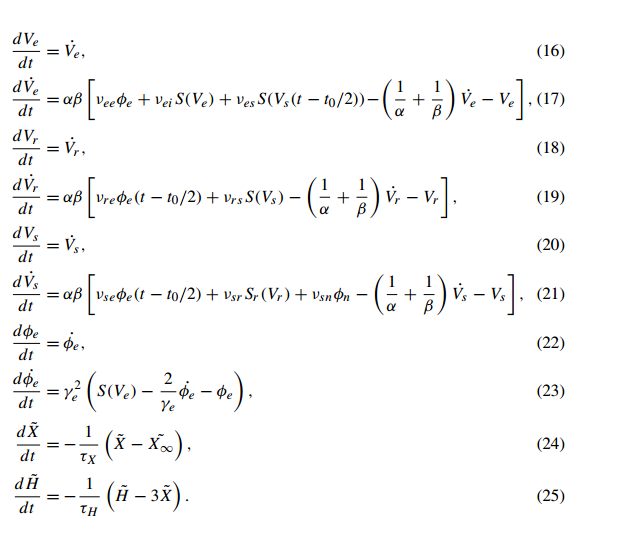 dV_e/dt = V̇_e, (16)
dV̇_e/dt = αβ [ν_ee ϕ_e + ν_ei S(V_e) + ν_es S(V_s(t − t_0/2)) − (1/α + 1/β) V̇_e − V_e], (17)
dV_r/dt = V̇_r, (18)
dV̇_r/dt = αβ [ν_re ϕ_e(t − t_0/2) + ν_rs S(V_s) − (1/α + 1/β) V̇_r − V_r], (19)
dV_s/dt = V̇_s, (20)
dV̇_s/dt = αβ [ν_se ϕ_e(t − t_0/2) + ν_sr S_r(V_r) + ν_sn ϕ_n − (1/α + 1/β) V̇_s − V_s], (21)
dϕ_e/dt = ϕ̇_e, (22)
dϕ̇_e/dt = γ_e^2 (S(V_e) − 2/γ_e ϕ̇_e − ϕ_e), (23)
dX̃/dt = −1/τ_X (X̃ − X̃_∞), (24)
dH̃/dt = −1/τ_H (H̃ − 3X̃). (25)